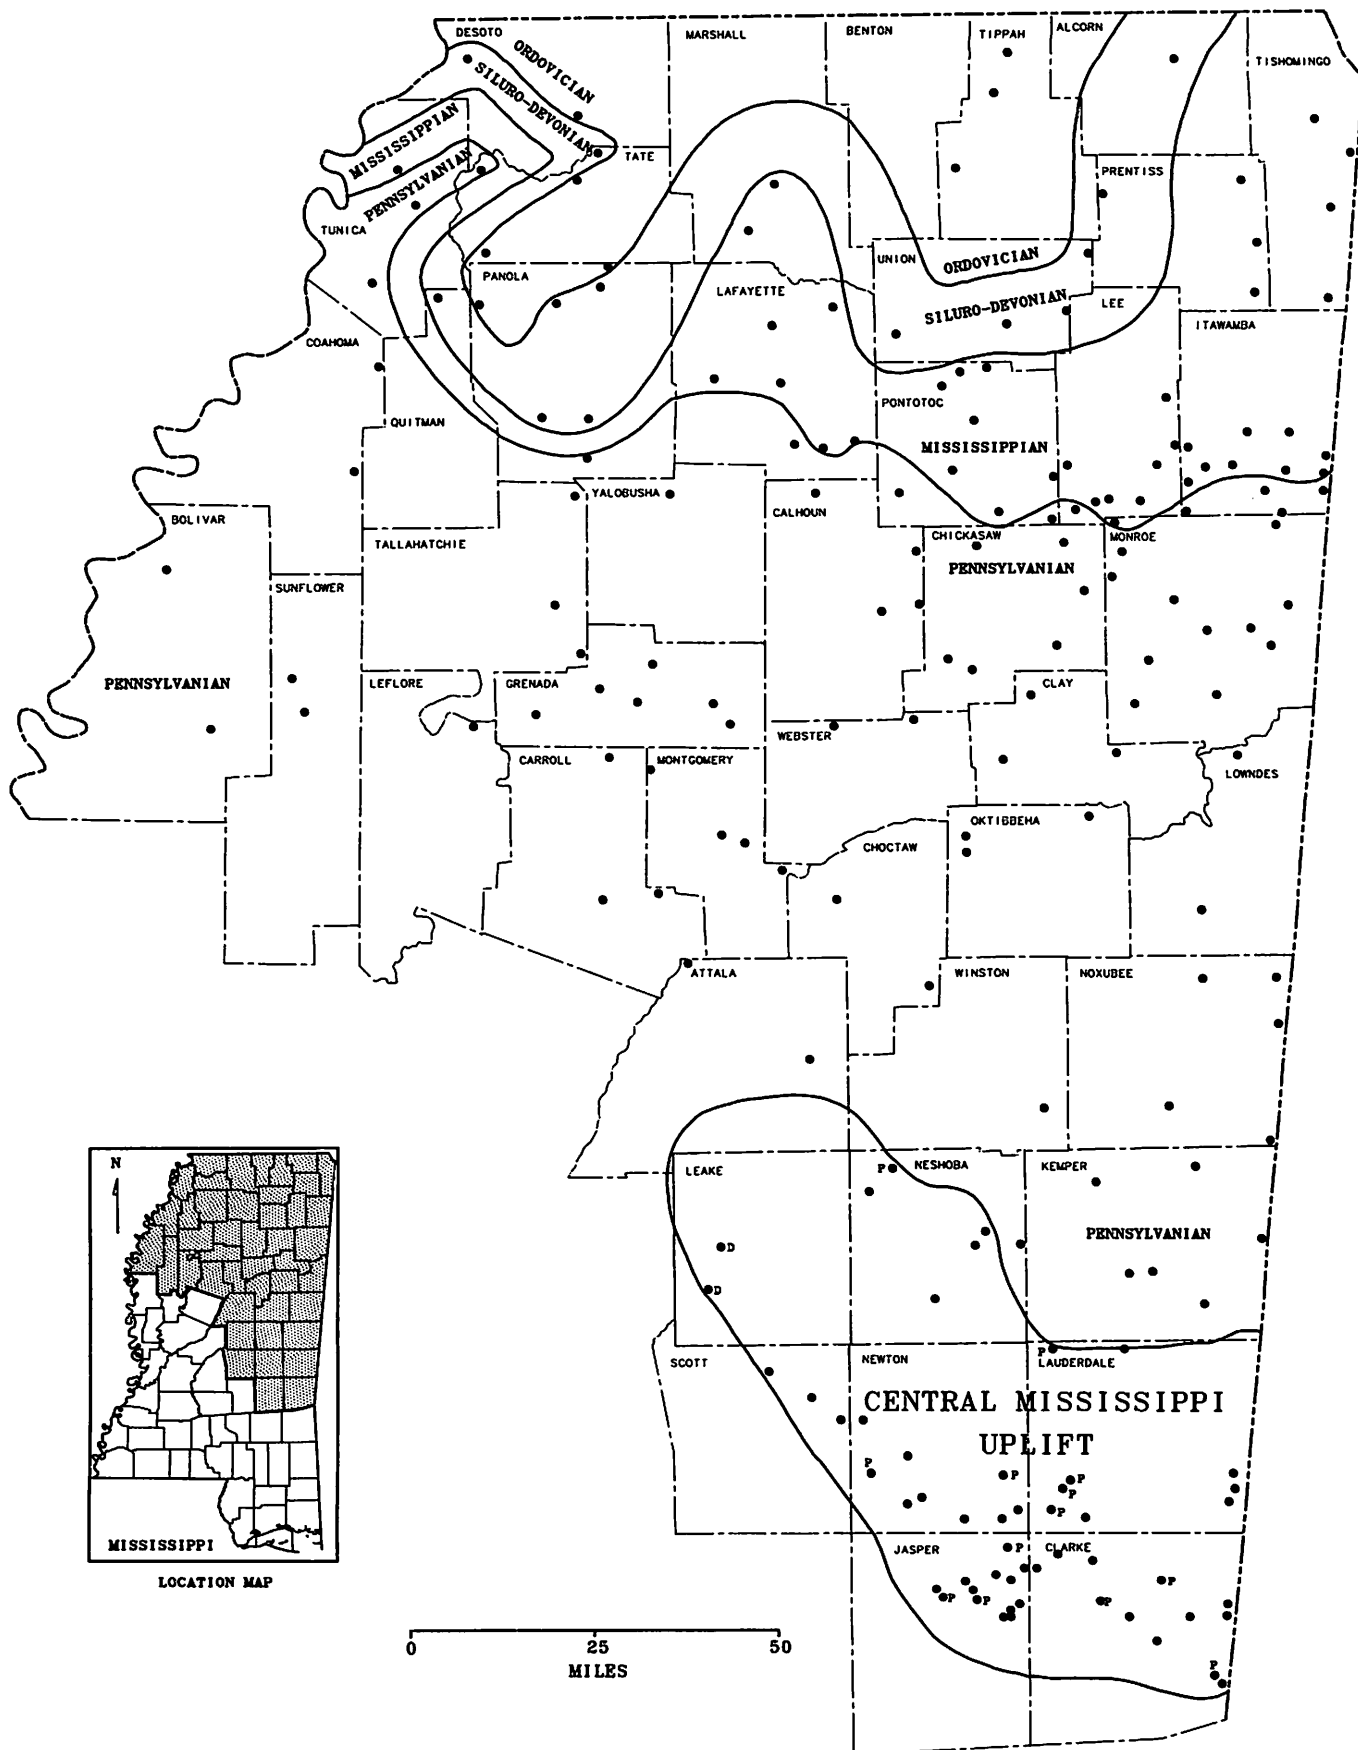 DESOTO
MARSHALL
BENTON
TIPPAH
ALCORN
TISHOMINGO
ORDOVICIAN
SILURO-DEVONIAN
MISSISSIPPIAN
PENNSYLVANIAN
TATE
PRENTISS
TUNICA
PANOLA
LAFAYETTE
UNION
ORDOVICIAN
SILURO-DEVONIAN
LEE
ITAWAMBA
COAHOMA
QUITMAN
PONTOTOC
MISSISSIPPIAN
YALOBUSHA
CALHOUN
BOLIVAR
TALLAHATCHIE
CHICKASAW
MONROE
PENNSYLVANIAN
SUNFLOWER
PENNSYLVANIAN
LEFLORE
GRENADA
CLAY
WEBSTER
CARROLL
MONTGOMERY
LOWNDES
OKTIBBEHA
CHOCTAW
ATTALA
WINSTON
NOXUBEE
LEAKE
P
NESHOBA
KEMPER
PENNSYLVANIAN
D
D
SCOTT
NEWTON
P
LAUDERDALE
CENTRAL MISSISSIPPI
UPLIFT
P
P
P
P
P
JASPER
P
CLARKE
P
P
P
P
P
N
MISSISSIPPI
LOCATION MAP
0 25 50
MILES